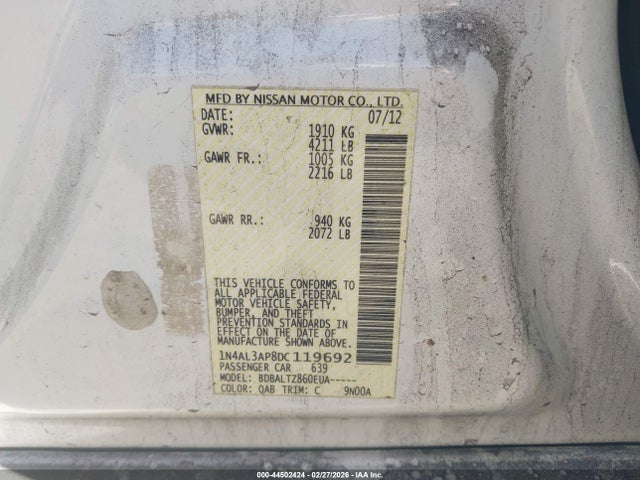 MFD BY NISSAN MOTOR CO., LTD.
DATE: 07/12
GVWR: 1910 KG
4211 LB
GAWR FR.: 1005 KG
2216 LB
GAWR RR.: 940 KG
2072 LB
THIS VEHICLE CONFORMS TO
ALL APPLICABLE FEDERAL
MOTOR VEHICLE SAFETY,
BUMPER, AND THEFT
PREVENTION STANDARDS IN
EFFECT ON THE DATE OF
MANUFACTURE SHOWN ABOVE.
1N4AL3AP8DC119692
PASSENGER CAR 639
MODEL: BDBALTZ860EUA-----
COLOR: QAB TRIM: C 9N00A
000-44502424 - 02/27/2026 - IAA Inc.